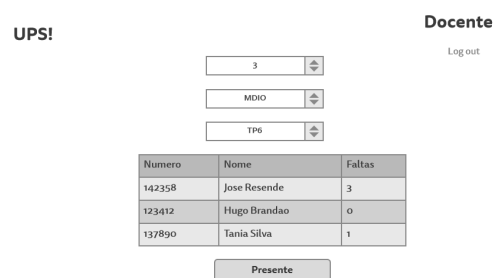 Docente
UPS!
Log out
3
MDIO
TP6
Numero Nome Faltas
142358 Jose Resende 3
123412 Hugo Brandao 0
137890 Tania Silva 1
Presente